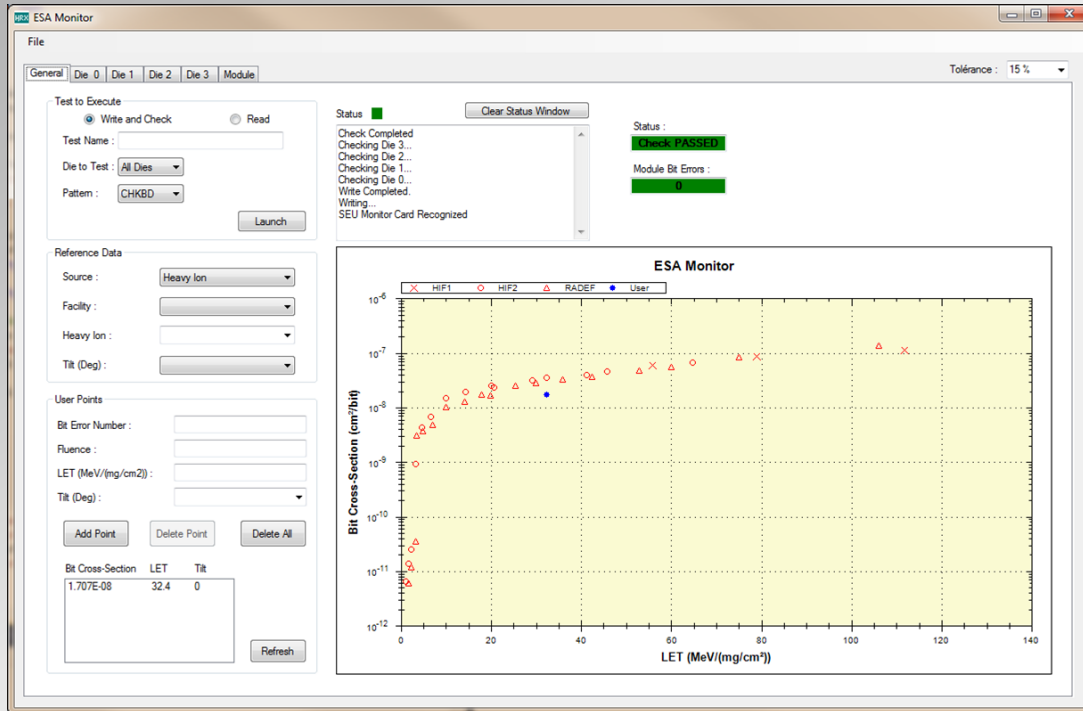 HRX ESA Monitor
File
General Die 0 Die 1 Die 2 Die 3 Module
Tolérance : 15 %
Test to Execute
Write and Check Read
Test Name :
Die to Test : All Dies
Pattern : CHKBD
Launch
Status Clear Status Window
Check Completed
Checking Die 3...
Checking Die 2...
Checking Die 1...
Checking Die 0...
Write Completed.
Writing...
SEU Monitor Card Recognized
Status :
Check PASSED
Module Bit Errors :
0
Reference Data
Source : Heavy Ion
Facility :
Heavy Ion :
Tilt (Deg) :
User Points
Bit Error Number :
Fluence :
LET (MeV/(mg/cm2)) :
Tilt (Deg) :
Add Point Delete Point Delete All
Bit Cross-Section LET Tilt
1.707E-08 32.4 0
Refresh
ESA Monitor
HIF1 HIF2 RADEF User
Bit Cross-Section (cm²/bit)
10-6
10-7
10-8
10-9
10-10
10-11
10-12
0 20 40 60 80 100 120 140
LET (MeV/(mg/cm²))